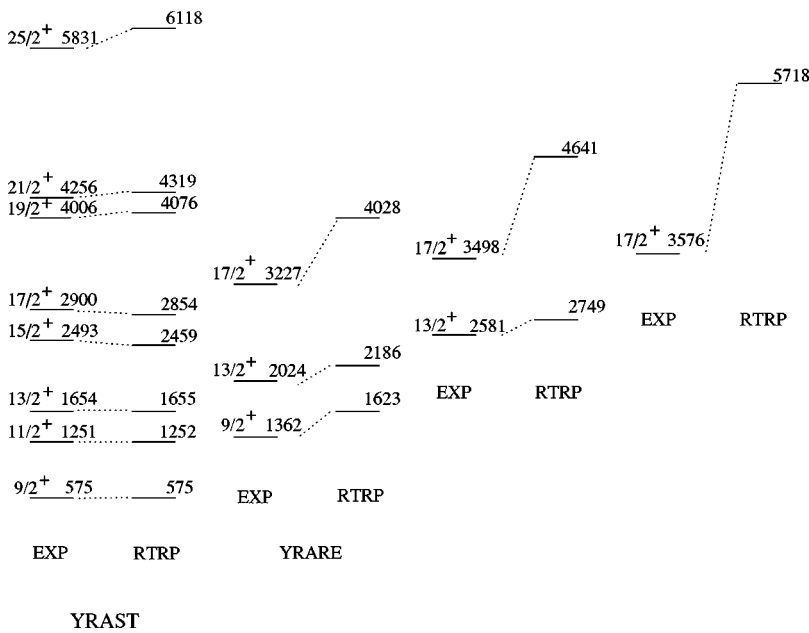 25/2+ 5831 6118
5718
4641
21/2+ 4256 4319
19/2+ 4006 4076
4028
17/2+ 3227
17/2+ 3498
17/2+ 3576
17/2+ 2900 2854
15/2+ 2493 2459
13/2+ 2581 2749
EXP RTRP
13/2+ 2024 2186
13/2+ 1654 1655
EXP RTRP
9/2+ 1362 1623
11/2+ 1251 1252
9/2+ 575 575
EXP RTRP
EXP RTRP
YRARE
YRAST